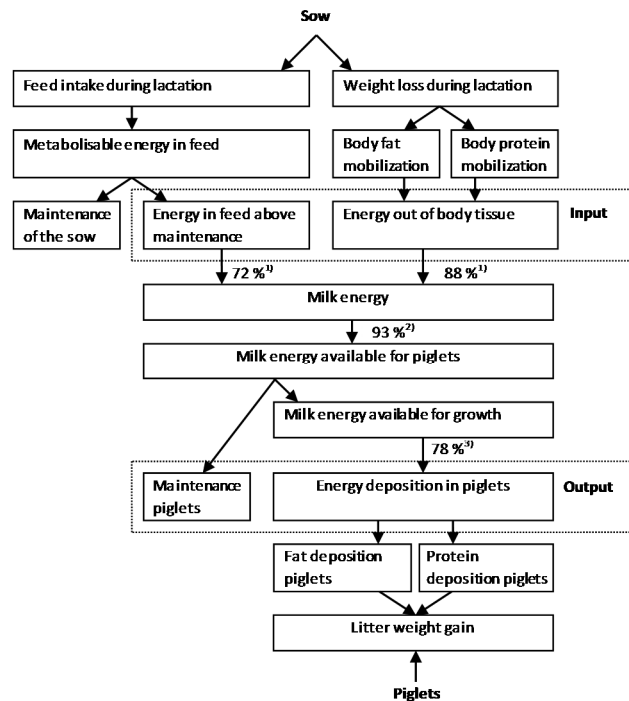 Sow
Feed intake during lactation
Weight loss during lactation
Metabolisable energy in feed
Body fat
mobilization
Body protein
mobilization
Maintenance
of the sow
Energy in feed above
maintenance
Energy out of body tissue
Input
72 %¹⁾
88 %¹⁾
Milk energy
93 %²⁾
Milk energy available for piglets
Milk energy available for growth
78 %³⁾
Maintenance
piglets
Energy deposition in piglets
Output
Fat deposition
piglets
Protein
deposition piglets
Litter weight gain
Piglets